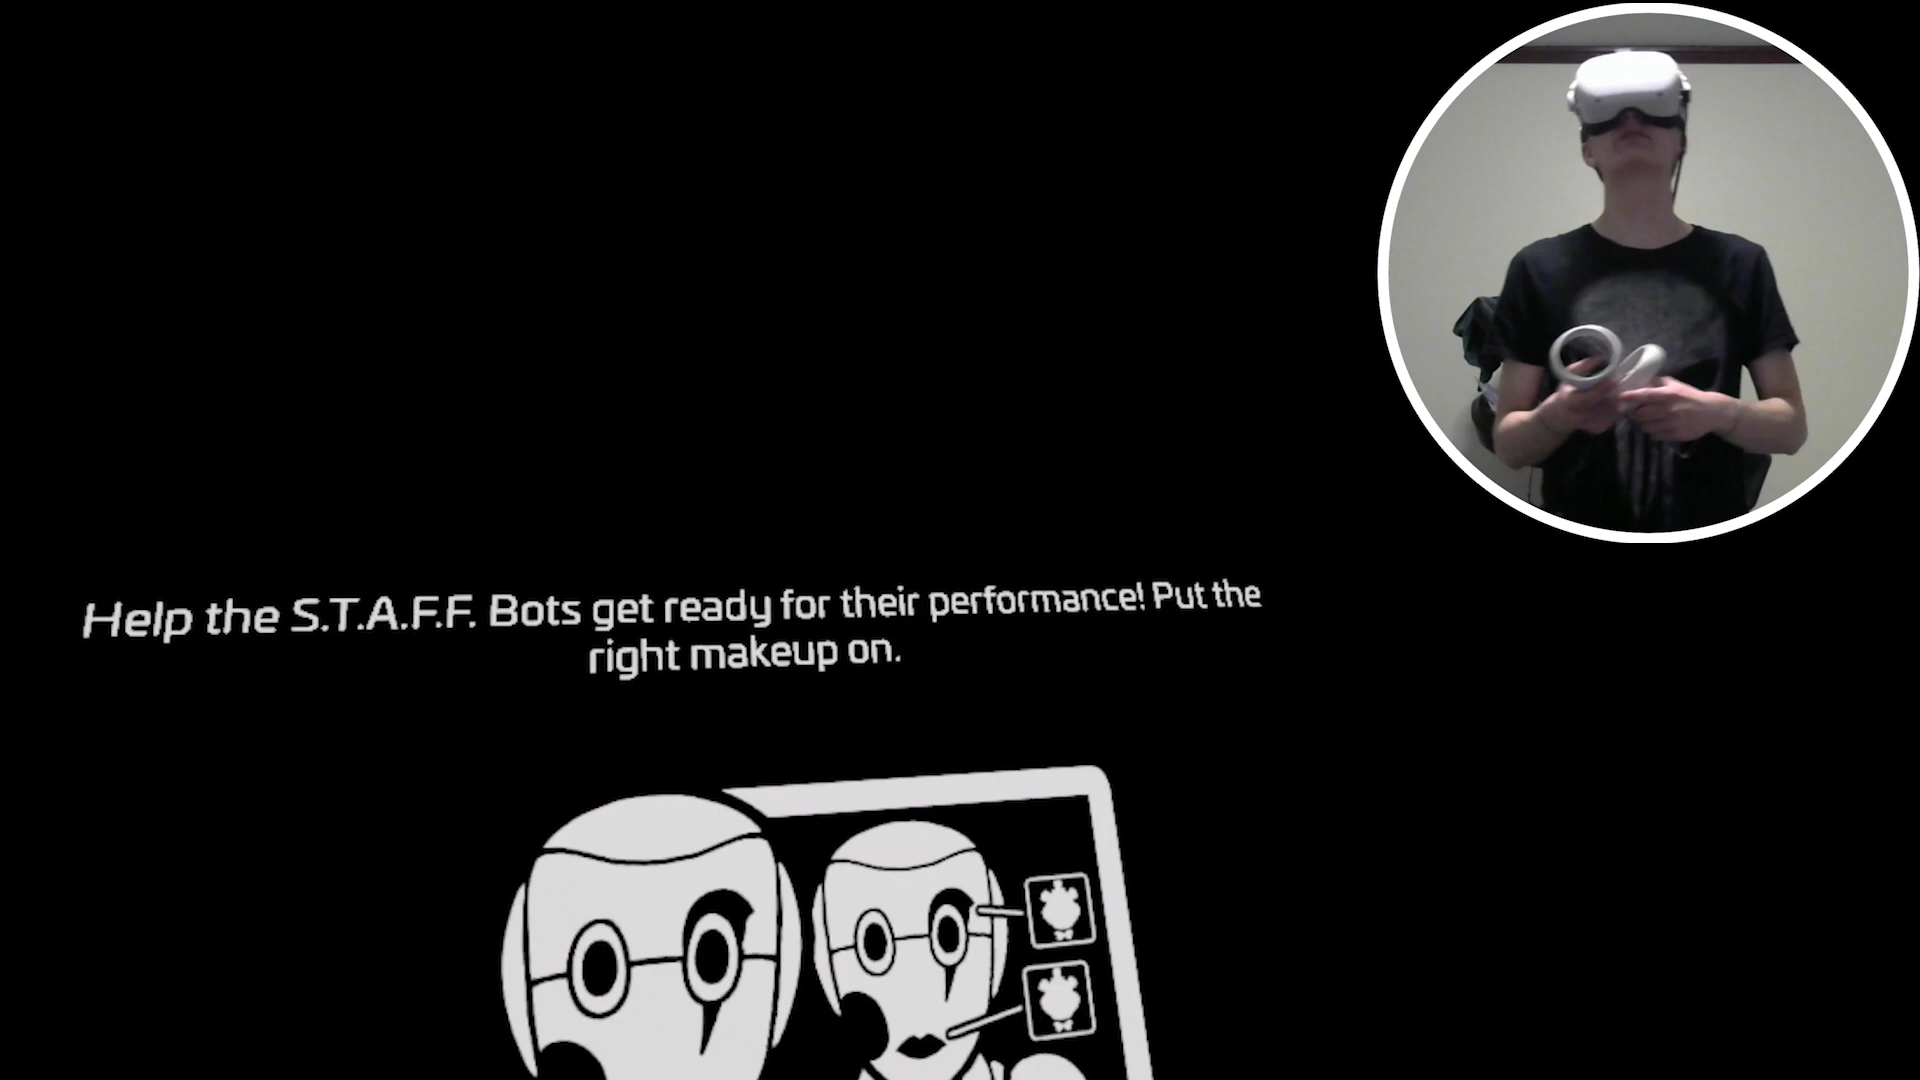 Help the S.T.A.F.F. Bots get ready for their performance! Put the
right makeup on.